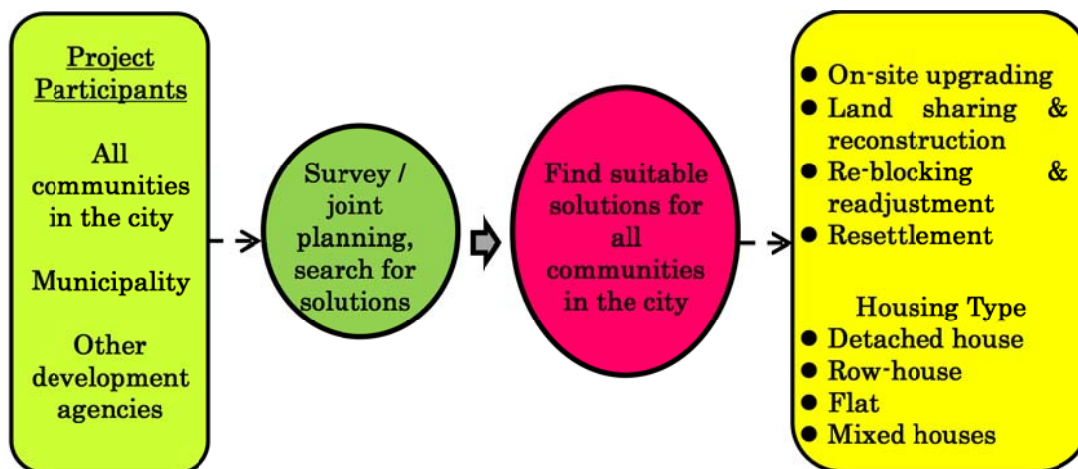 Project
Participants
All
communities
in the city
Municipality
Other
development
agencies
Survey /
joint
planning,
search for
solutions
Find suitable
solutions for
all
communities
in the city
● On-site upgrading
● Land sharing &
reconstruction
● Re-blocking &
readjustment
● Resettlement
Housing Type
● Detached house
● Row-house
● Flat
● Mixed houses